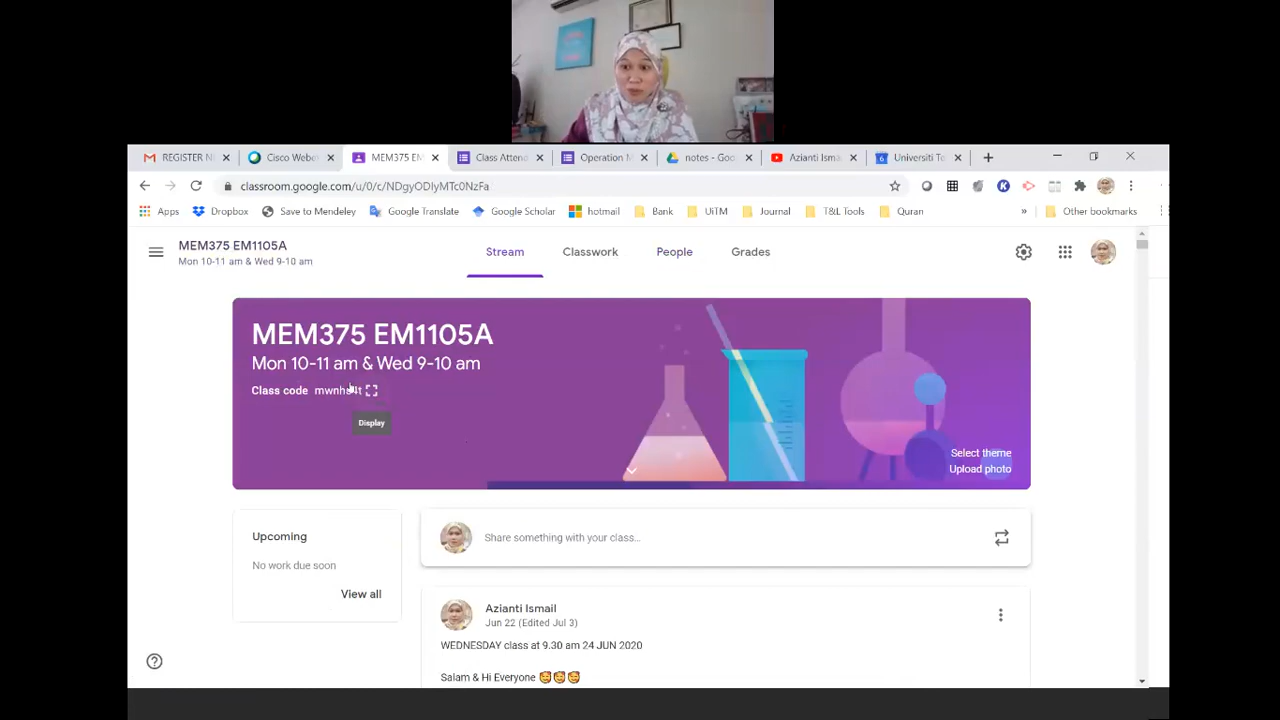 REGISTER N
Cisco Webe
MEM375 EM
Class Attend
Operation M
notes - Goo
Azianti Isma
Universiti To
classroom.google.com/u/0/c/NDgyODIyMTc0NzFa
Apps
Dropbox
Save to Mendeley
Google Translate
Google Scholar
hotmail
Bank
UiTM
Journal
T&L Tools
Quran
»
Other bookmarks
MEM375 EM1105A
Mon 10-11 am & Wed 9-10 am
Stream
Classwork
People
Grades
MEM375 EM1105A
Mon 10-11 am & Wed 9-10 am
Class code
Display
Select theme
Upload photo
Upcoming
No work due soon
View all
Share something with your class...
Azianti Ismail
Jun 22 (Edited Jul 3)
WEDNESDAY class at 9.30 am 24 JUN 2020
Salam & Hi Everyone 🥰🥰🥰